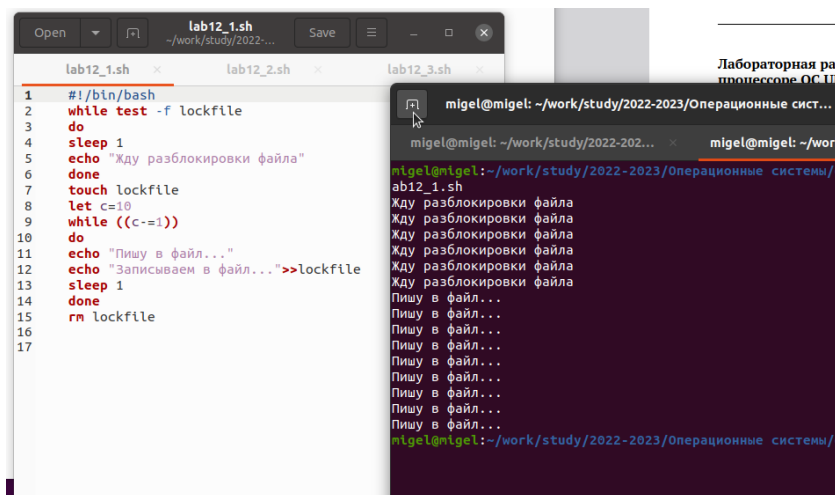 Open
lab12_1.sh
~/work/study/2022-...
Save
lab12_1.sh
lab12_2.sh
lab12_3.sh
1 #!/bin/bash
2 while test -f lockfile
3 do
4 sleep 1
5 echo "Жду разблокировки файла"
6 done
7 touch lockfile
8 let c=10
9 while ((c-=1))
10 do
11 echo "Пишу в файл..."
12 echo "Записываем в файл...">>lockfile
13 sleep 1
14 done
15 rm lockfile
16
17
Лабораторная ра
процессоре ОС U
migel@migel: ~/work/study/2022-2023/Операционные сист...
migel@migel: ~/work/study/2022-202...
migel@migel: ~/wor
migel@migel:~/work/study/2022-2023/Операционные системы/
ab12_1.sh
Жду разблокировки файла
Жду разблокировки файла
Жду разблокировки файла
Жду разблокировки файла
Жду разблокировки файла
Жду разблокировки файла
Пишу в файл...
Пишу в файл...
Пишу в файл...
Пишу в файл...
Пишу в файл...
Пишу в файл...
Пишу в файл...
Пишу в файл...
Пишу в файл...
migel@migel:~/work/study/2022-2023/Операционные системы/